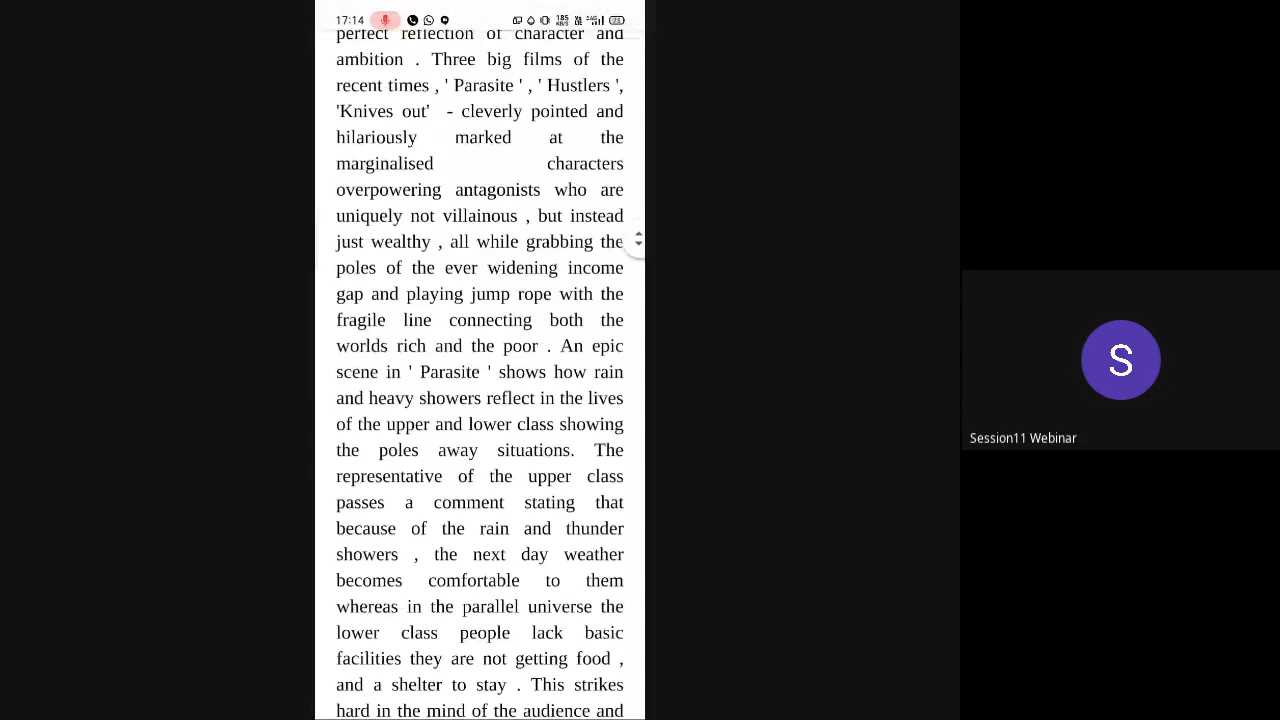 17:14
185
KB/S
perfect reflection of character and
ambition . Three big films of the
recent times , ' Parasite ' , ' Hustlers ',
'Knives out'  - cleverly pointed and
hilariously marked at the
marginalised characters
overpowering antagonists who are
uniquely not villainous , but instead
just wealthy , all while grabbing the
poles of the ever widening income
gap and playing jump rope with the
fragile line connecting both the
worlds rich and the poor . An epic
scene in ' Parasite ' shows how rain
and heavy showers reflect in the lives
of the upper and lower class showing
the poles away situations. The
representative of the upper class
passes a comment stating that
because of the rain and thunder
showers , the next day weather
becomes comfortable to them
whereas in the parallel universe the
lower class people lack basic
facilities they are not getting food ,
and a shelter to stay . This strikes
hard in the mind of the audience and
S
Session11 Webinar